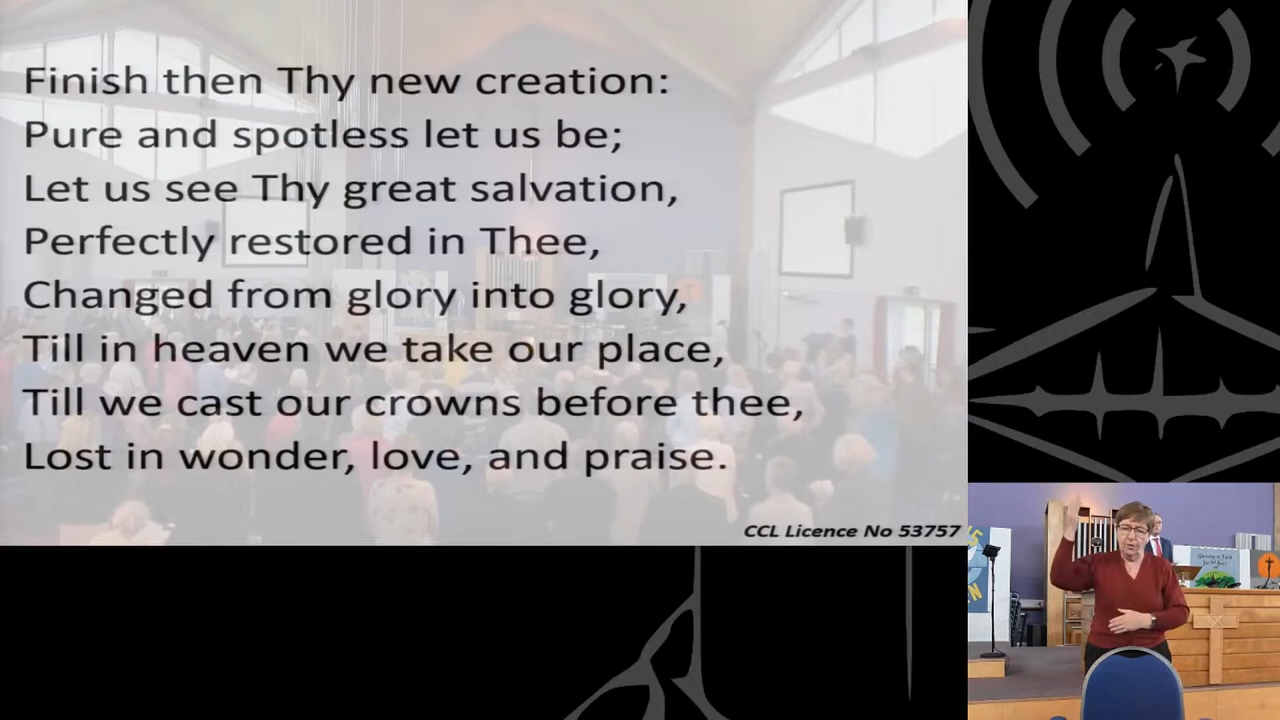 Finish then Thy new creation:
Pure and spotless let us be;
Let us see Thy great salvation,
Perfectly restored in Thee,
Changed from glory into glory,
Till in heaven we take our place,
Till we cast our crowns before thee,
Lost in wonder, love, and praise.
CCL Licence No 53757